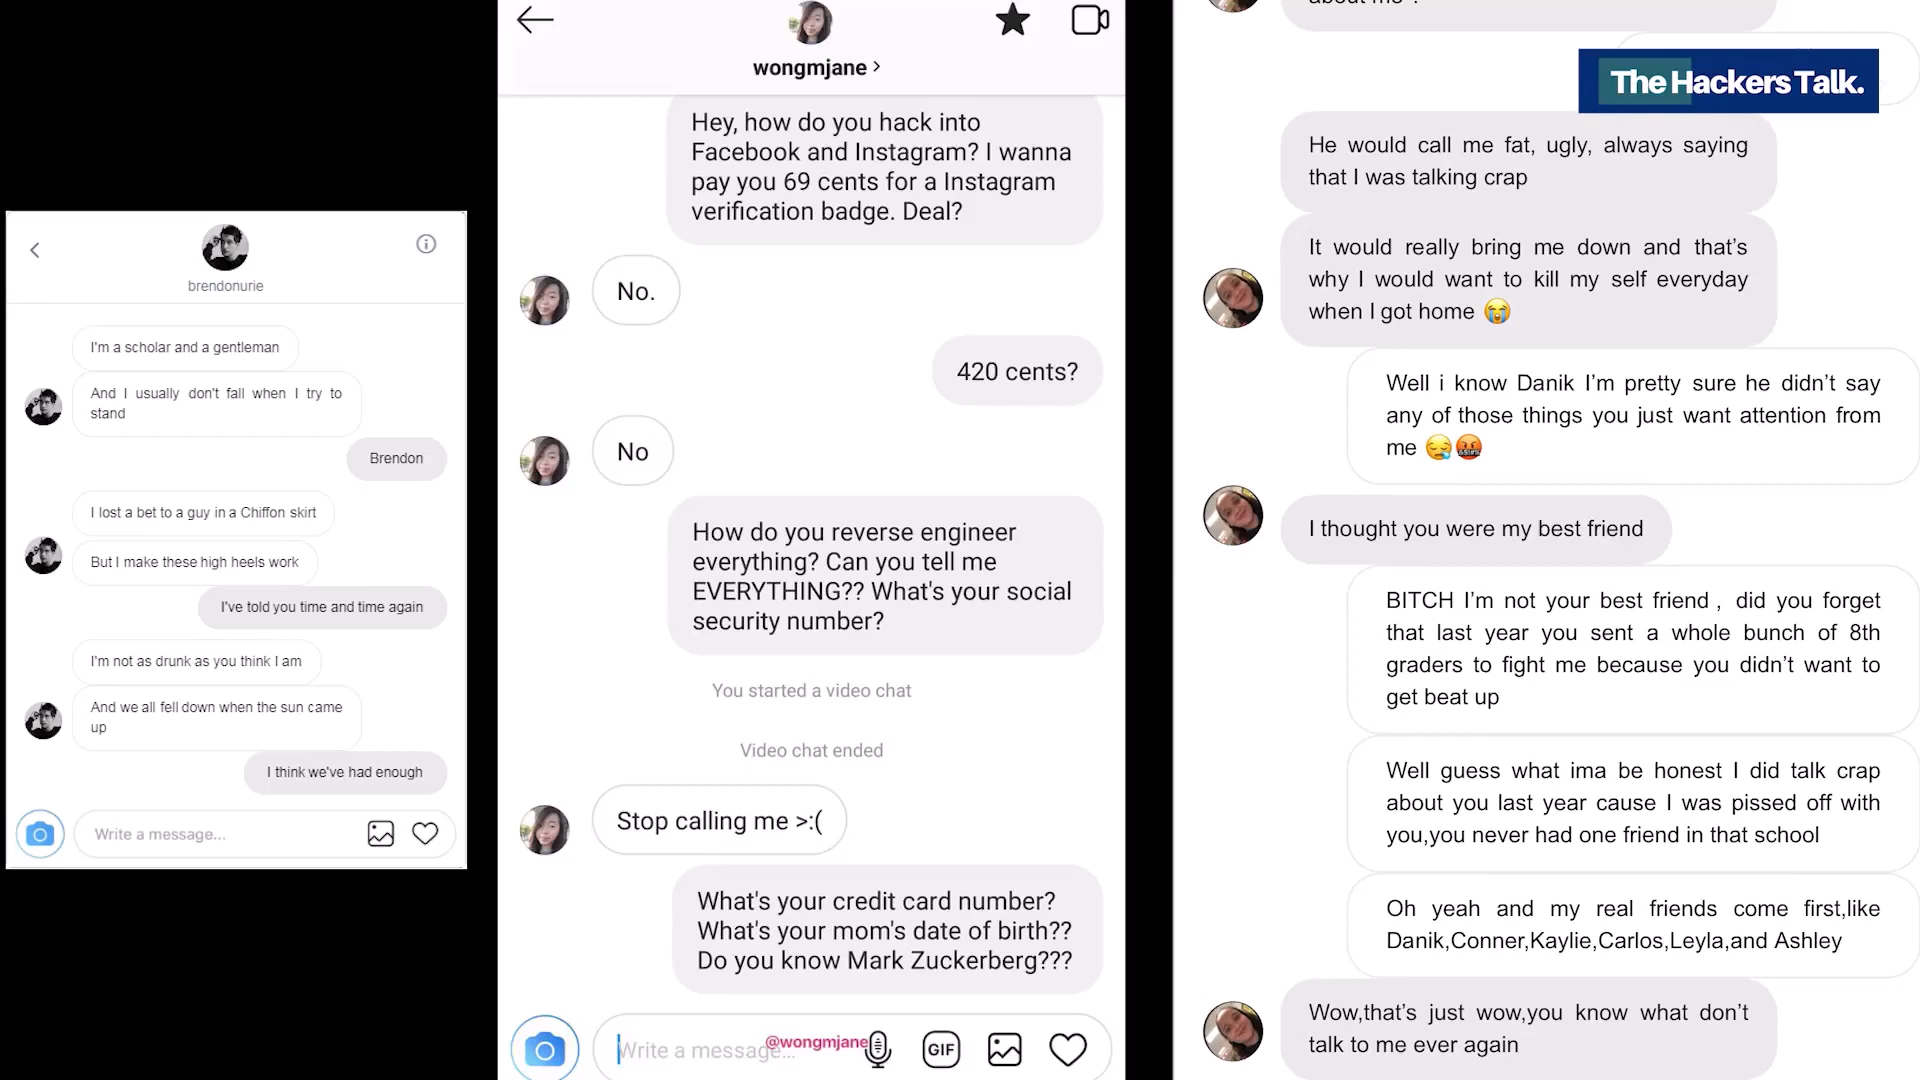 brendonurie
I'm a scholar and a gentleman
And I usually don't fall when I try to
stand
Brendon
I lost a bet to a guy in a Chiffon skirt
But I make these high heels work
I've told you time and time again
I'm not as drunk as you think I am
And we all fell down when the sun came
up
I think we've had enough
Write a message...
wongmjane
Hey, how do you hack into
Facebook and Instagram? I wanna
pay you 69 cents for a Instagram
verification badge. Deal?
No.
420 cents?
No
How do you reverse engineer
everything? Can you tell me
EVERYTHING?? What's your social
security number?
You started a video chat
Video chat ended
Stop calling me >:(
What's your credit card number?
What's your mom's date of birth??
Do you know Mark Zuckerberg???
Write a message...
@wongmjane
GIF
The Hackers Talk.
He would call me fat, ugly, always saying
that I was talking crap
It would really bring me down and that’s
why I would want to kill my self everyday
when I got home 😭
Well i know Danik I’m pretty sure he didn’t say
any of those things you just want attention from
me 😪🤬
I thought you were my best friend
BITCH I’m not your best friend , did you forget
that last year you sent a whole bunch of 8th
graders to fight me because you didn’t want to
get beat up
Well guess what ima be honest I did talk crap
about you last year cause I was pissed off with
you,you never had one friend in that school
Oh yeah and my real friends come first,like
Danik,Conner,Kaylie,Carlos,Leyla,and Ashley
Wow,that’s just wow,you know what don’t
talk to me ever again